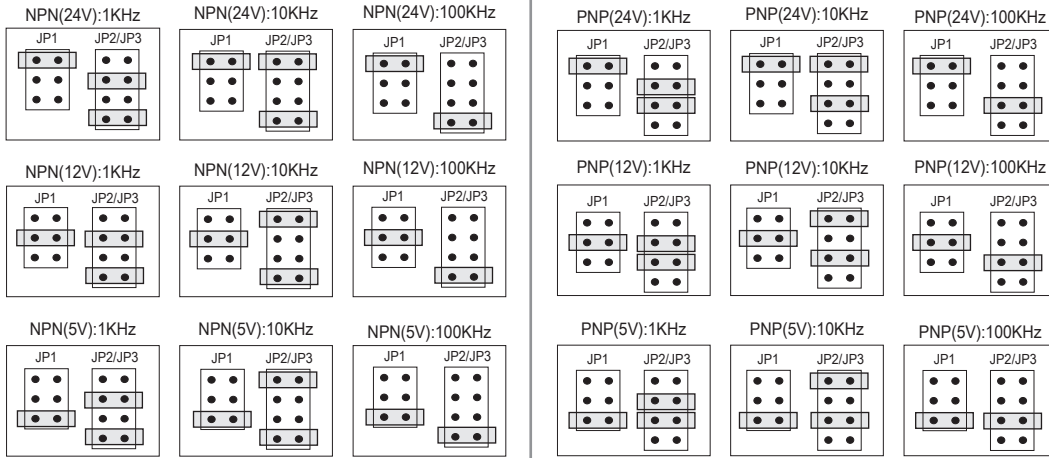 NPN(24V):1KHz NPN(24V):10KHz NPN(24V):100KHz PNP(24V):1KHz PNP(24V):10KHz PNP(24V):100KHz
JP1 JP2/JP3 JP1 JP2/JP3 JP1 JP2/JP3 JP1 JP2/JP3 JP1 JP2/JP3 JP1 JP2/JP3
NPN(12V):1KHz NPN(12V):10KHz NPN(12V):100KHz PNP(12V):1KHz PNP(12V):10KHz PNP(12V):100KHz
JP1 JP2/JP3 JP1 JP2/JP3 JP1 JP2/JP3 JP1 JP2/JP3 JP1 JP2/JP3 JP1 JP2/JP3
NPN(5V):1KHz NPN(5V):10KHz NPN(5V):100KHz PNP(5V):1KHz PNP(5V):10KHz PNP(5V):100KHz
JP1 JP2/JP3 JP1 JP2/JP3 JP1 JP2/JP3 JP1 JP2/JP3 JP1 JP2/JP3 JP1 JP2/JP3